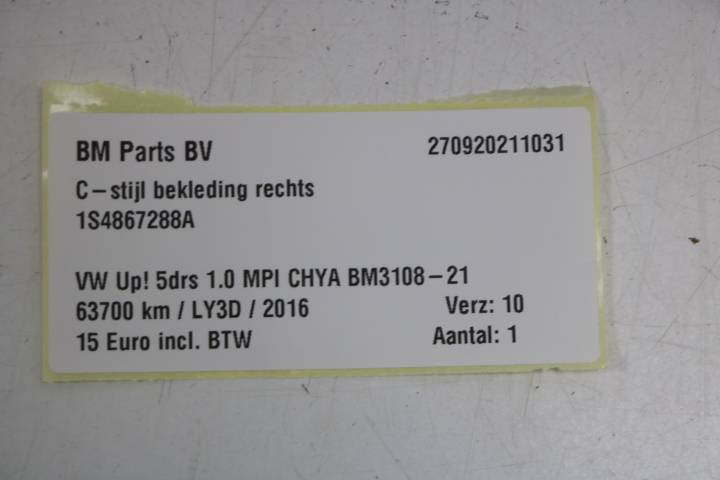 BM Parts BV 270920211031
C-stijl bekleding rechts
1S4867288A
VW Up! 5drs 1.0 MPI CHYA BM3108-21
63700 km / LY3D / 2016 Verz: 10
15 Euro incl. BTW Aantal: 1